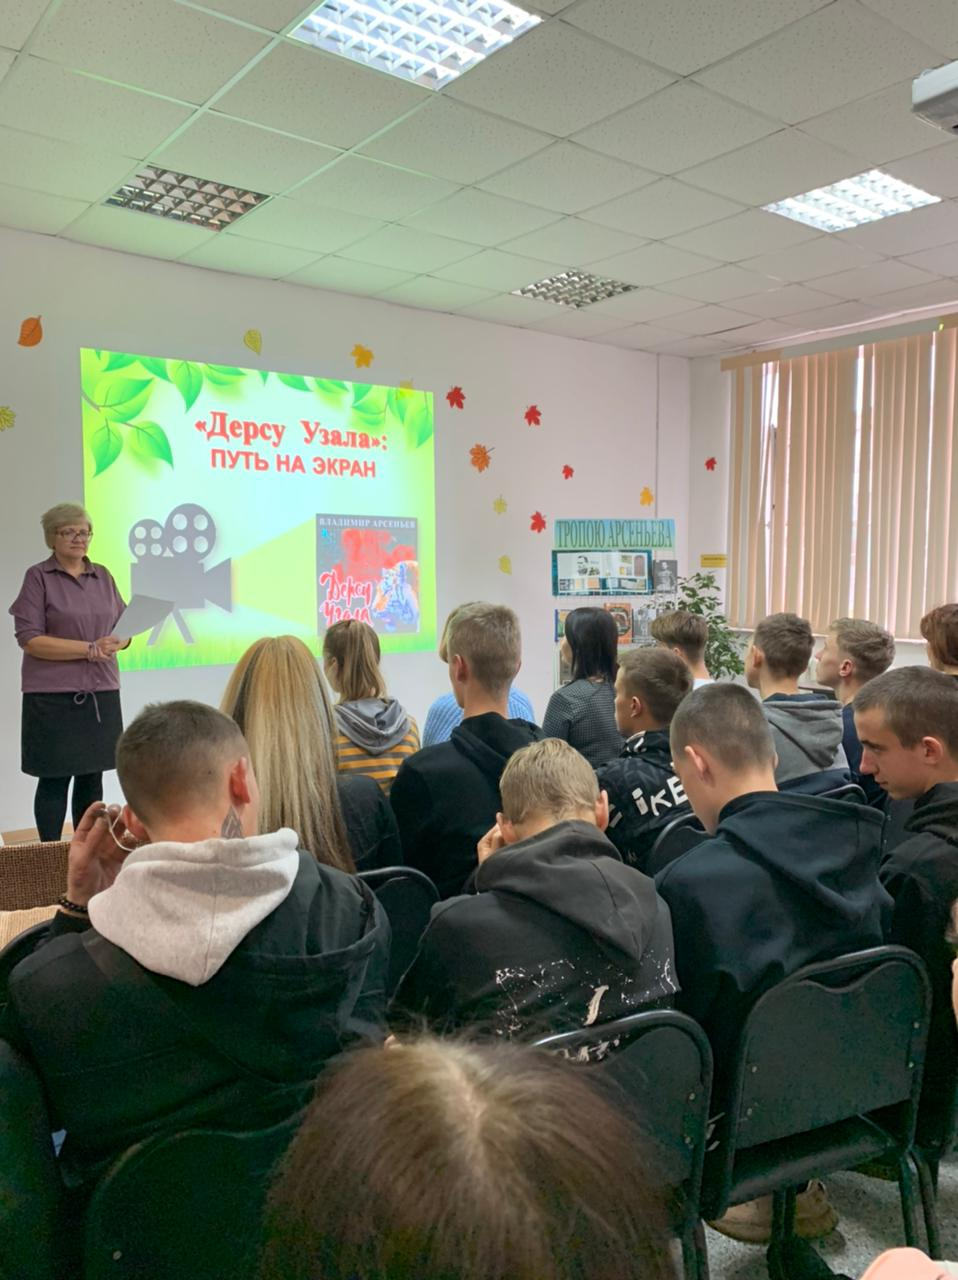 «Дерсу Узала»:
ПУТЬ НА ЭКРАН
ВЛАДИМИР АРСЕНЬЕВ
Дерсу
Узала
ТРОПОЮ АРСЕНЬЕВА